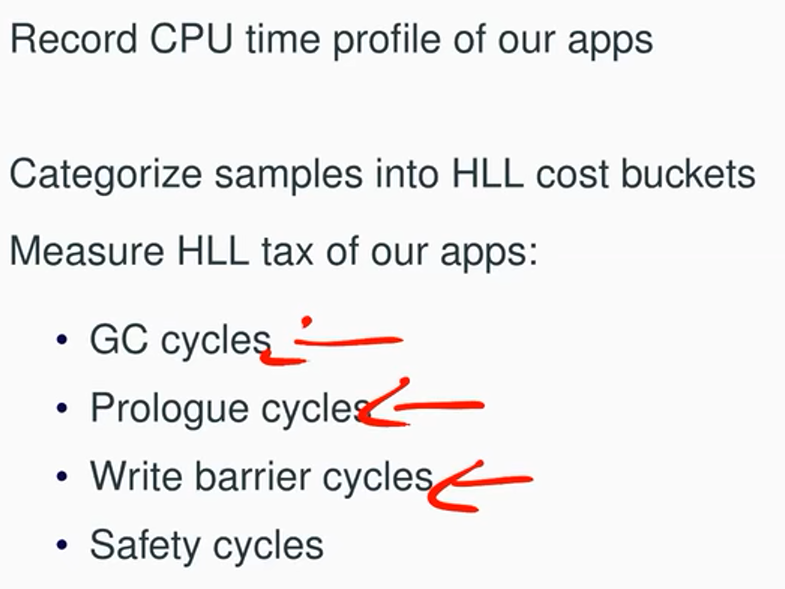 Record CPU time profile of our apps
Categorize samples into HLL cost buckets
Measure HLL tax of our apps:
• GC cycles
• Prologue cycles
• Write barrier cycles
• Safety cycles